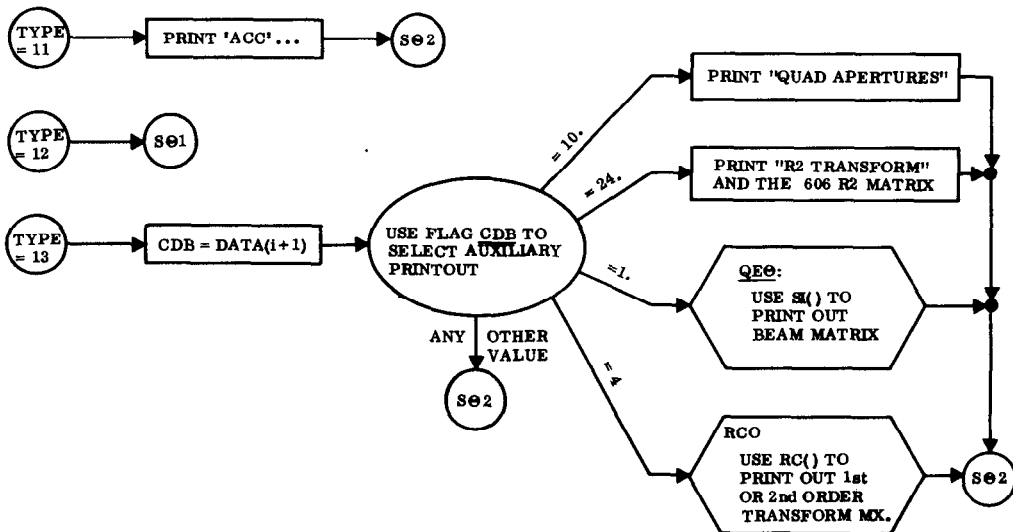 TYPE
= 11
PRINT "ACC"...
SΘ2
TYPE
= 12
SΘ1
TYPE
= 13
CDB = DATA(i+1)
USE FLAG CDB TO
SELECT AUXILIARY
PRINTOUT
ANY OTHER
VALUE
SΘ2
= 10.
PRINT "QUAD APERTURES"
= 24.
PRINT "R2 TRANSFORM"
AND THE 606 R2 MATRIX
=1.
QEΘ:
USE SI() TO
PRINT OUT
BEAM MATRIX
= 4
RCO
USE RC() TO
PRINT OUT 1st
OR 2nd ORDER
TRANSFORM MX.
SΘ2